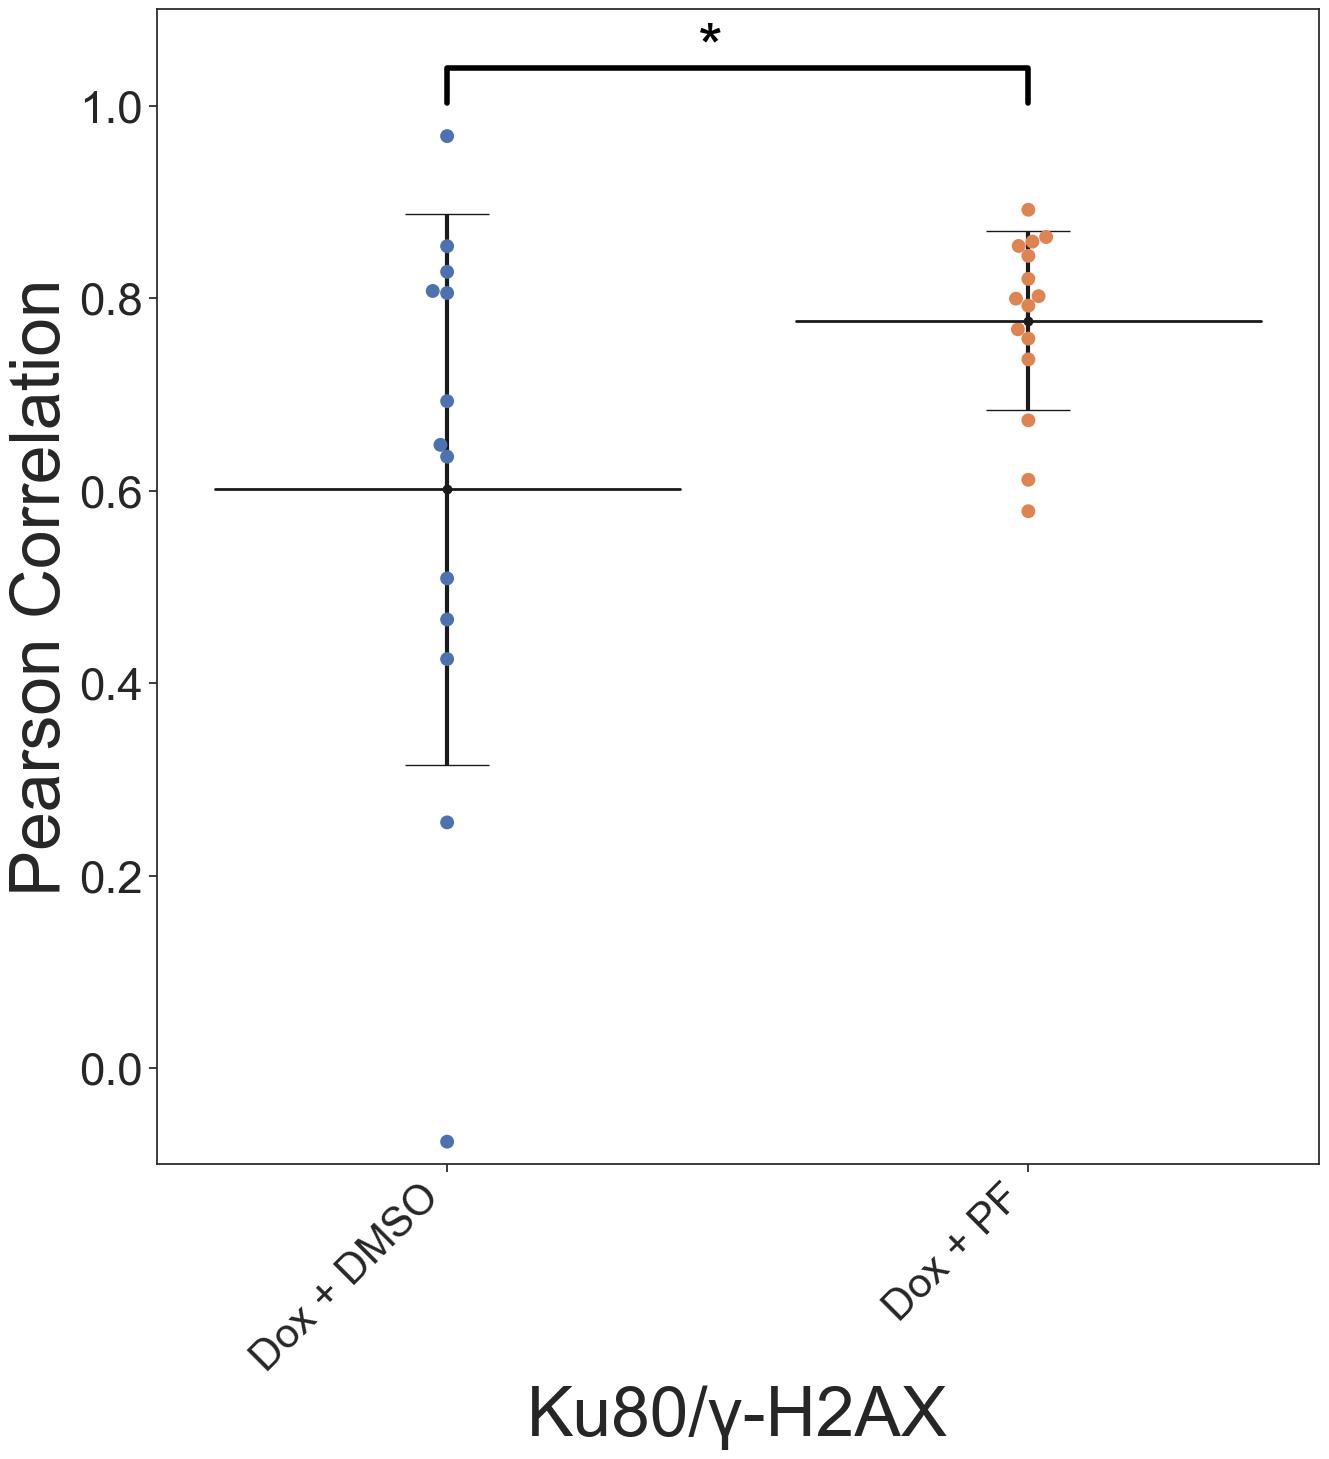 *
1.0
0.8
0.6
0.4
0.2
0.0
Pearson Correlation
Dox + DMSO
Dox + PF
Ku80/γ-H2AX